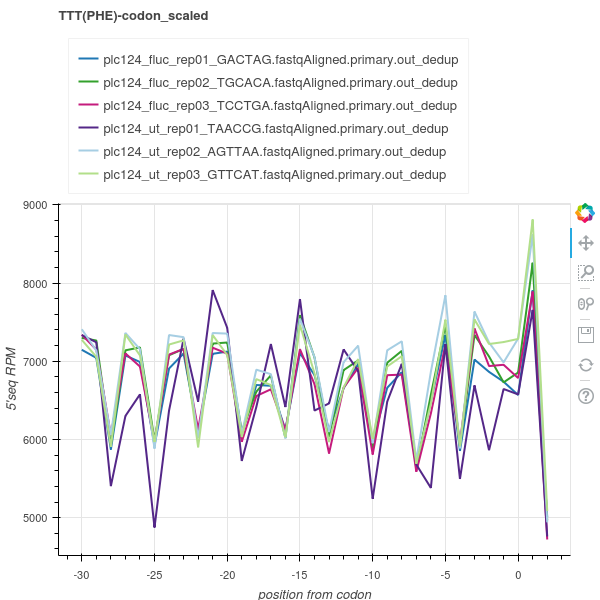 TTT(PHE)-codon_scaled
plc124_fluc_rep01_GACTAG.fastqAligned.primary.out_dedup
plc124_fluc_rep02_TGCACA.fastqAligned.primary.out_dedup
plc124_fluc_rep03_TCCTGA.fastqAligned.primary.out_dedup
plc124_ut_rep01_TAACCG.fastqAligned.primary.out_dedup
plc124_ut_rep02_AGTTAA.fastqAligned.primary.out_dedup
plc124_ut_rep03_GTTCAT.fastqAligned.primary.out_dedup
9000
8000
7000
6000
5000
5'seq RPM
-30 -25 -20 -15 -10 -5 0
position from codon